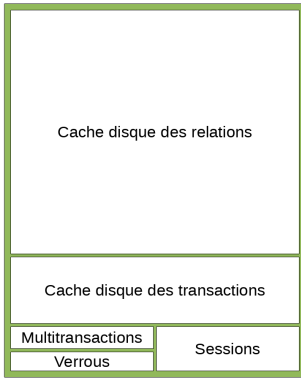 Cache disque des relations
Cache disque des transactions
Multitransactions
Sessions
Verrous